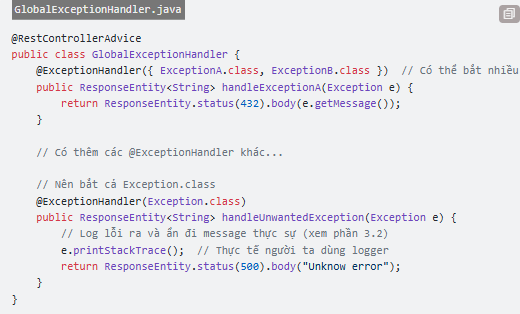 GlobalExceptionHandler.java
@RestControllerAdvice
public class GlobalExceptionHandler {
    @ExceptionHandler({ ExceptionA.class, ExceptionB.class })  // Có thể bắt nhiều
    public ResponseEntity<String> handleExceptionA(Exception e) {
        return ResponseEntity.status(432).body(e.getMessage());
    }
    // Có thêm các @ExceptionHandler khác...
    // Nên bắt cả Exception.class
    @ExceptionHandler(Exception.class)
    public ResponseEntity<String> handleUnwantedException(Exception e) {
        // Log lỗi ra và ẩn đi message thực sự (xem phần 3.2)
        e.printStackTrace();  // Thực tế người ta dùng logger
        return ResponseEntity.status(500).body("Unknow error");
    }
}